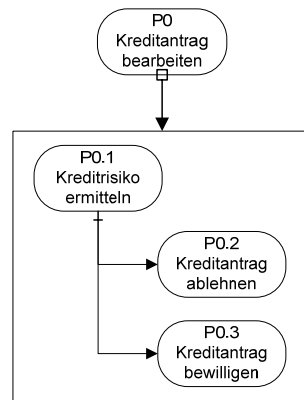 P0
Kreditantrag
bearbeiten
P0.1
Kreditrisiko
ermitteln
P0.2
Kreditantrag
ablehnen
P0.3
Kreditantrag
bewilligen